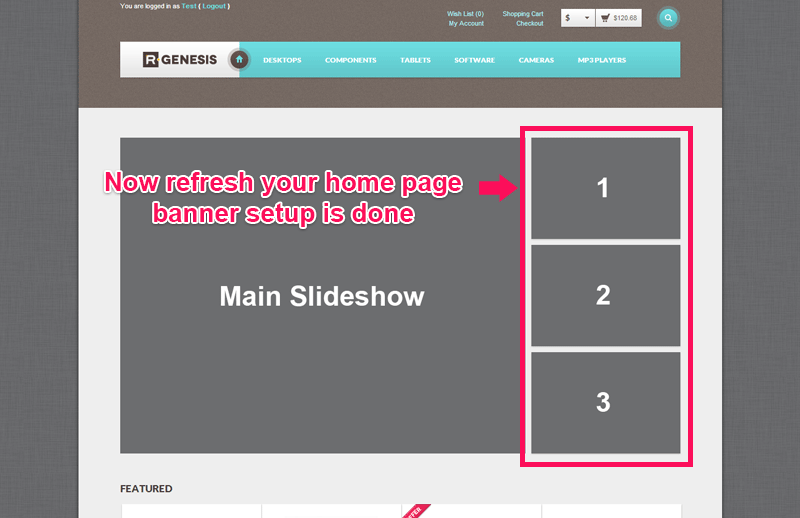 You are logged in as Test ( Logout )
Wish List (0)
My Account
Shopping Cart
Checkout
$
$120.68
R GENESIS
DESKTOPS
COMPONENTS
TABLETS
SOFTWARE
CAMERAS
MP3 PLAYERS
Now refresh your home page
banner setup is done
Main Slideshow
1
2
3
FEATURED